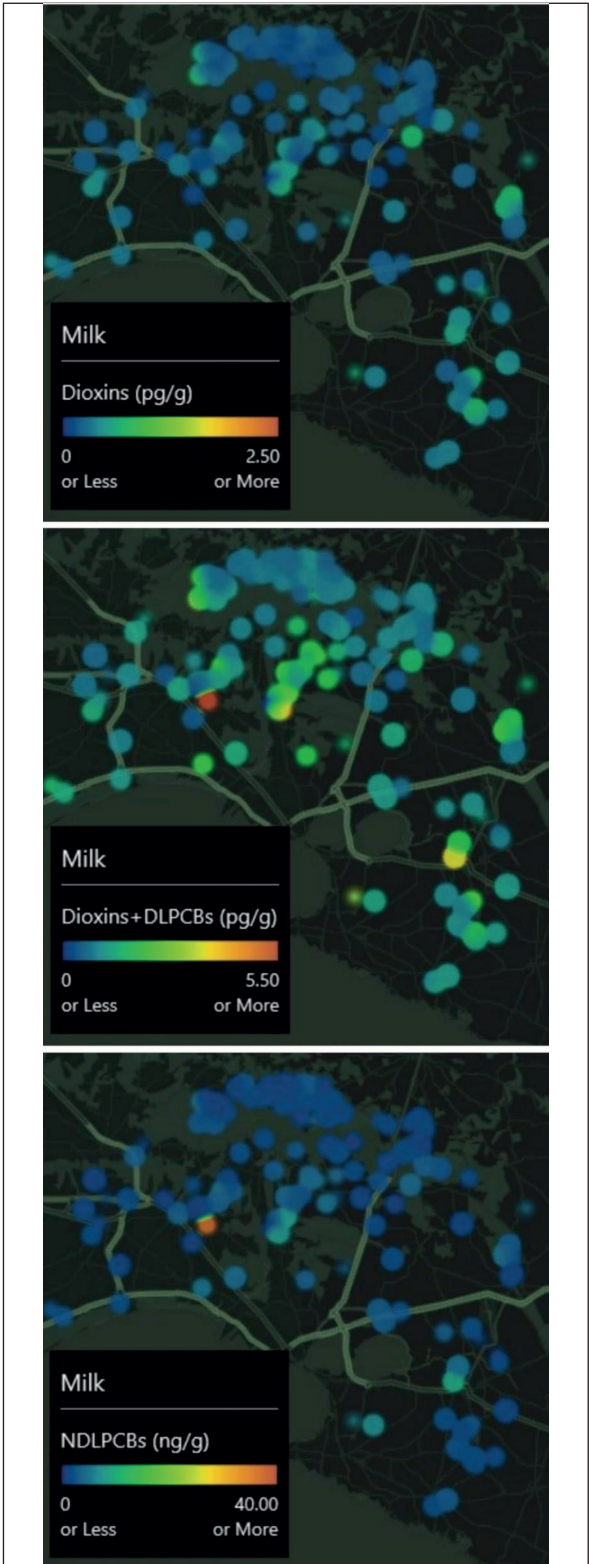 Milk
Dioxins (pg/g)
0 2.50
or Less or More
Milk
Dioxins+DLPCBs (pg/g)
0 5.50
or Less or More
Milk
NDLPCBs (ng/g)
0 40.00
or Less or More